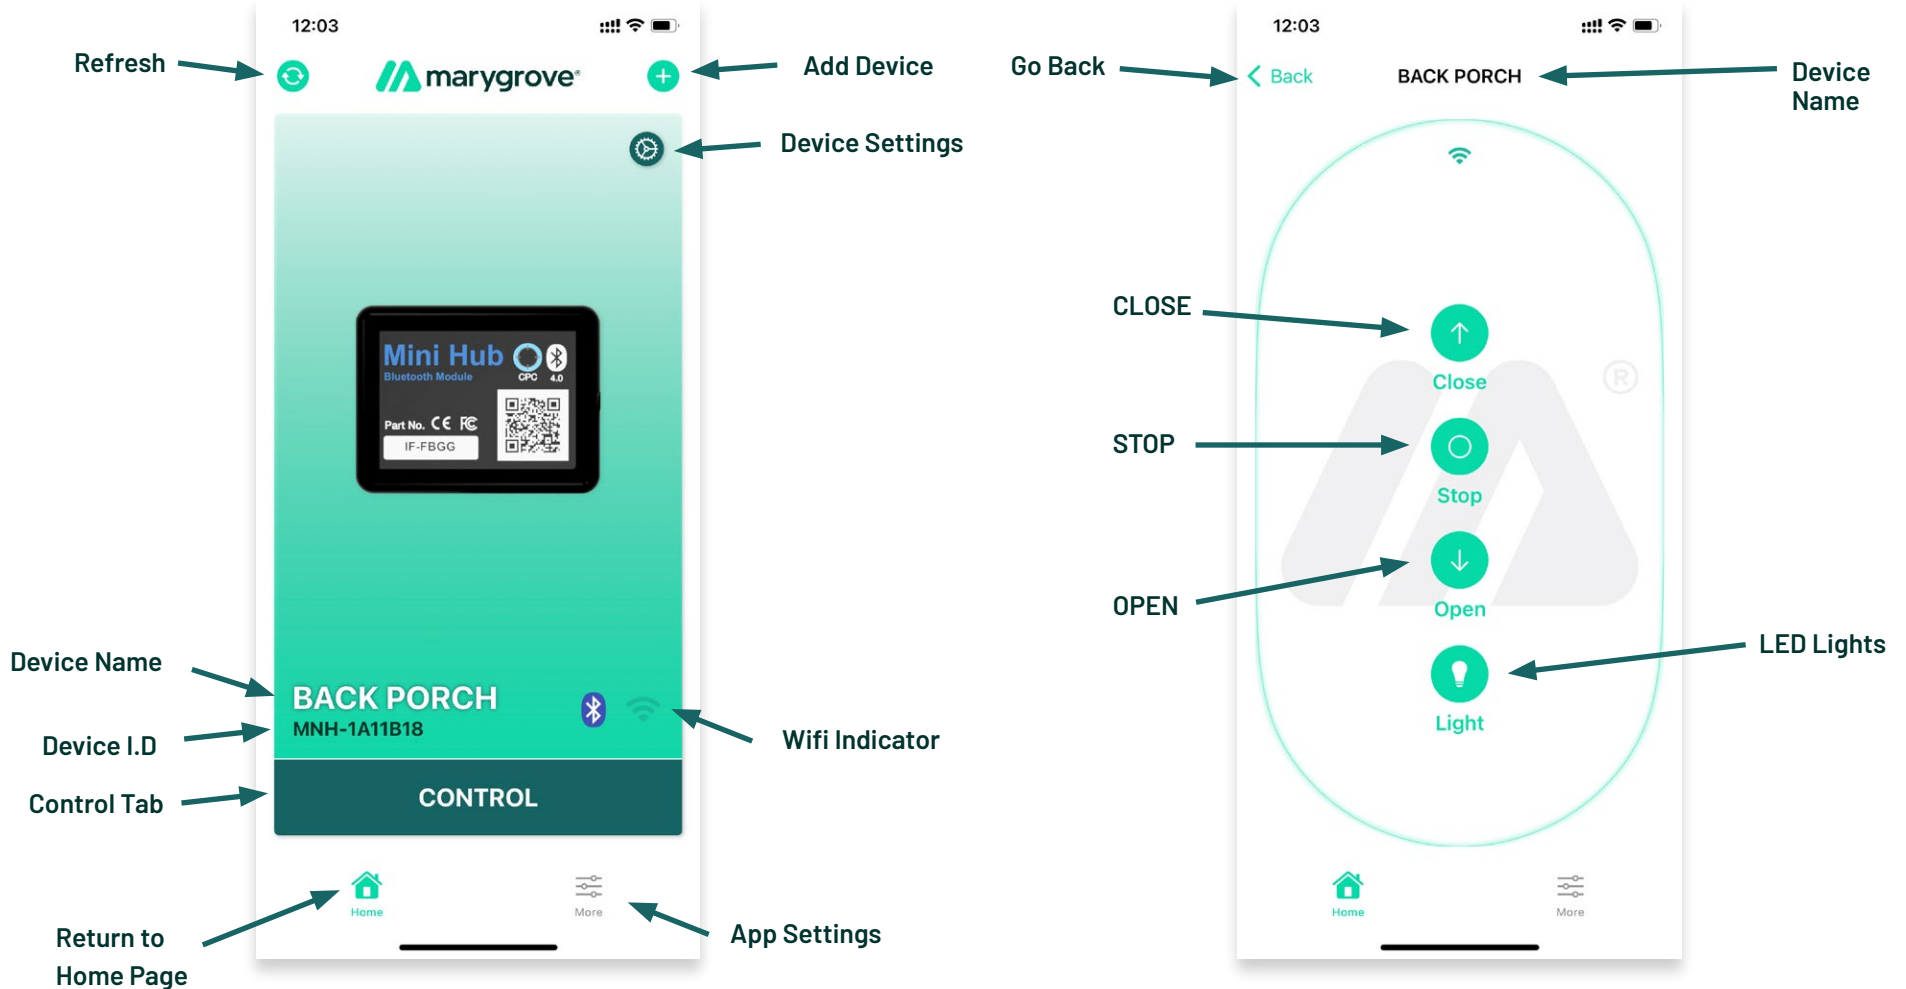 12:03
Refresh
marygrove®
Add Device
Device Settings
Mini Hub
Bluetooth Module
CPC 4.0
Part No. CE FC
IF-FBGG
Device Name
BACK PORCH
MNH-1A11B18
Device I.D
Wifi Indicator
Control Tab
CONTROL
Home
More
Return to
Home Page
App Settings
12:03
Go Back
Back
BACK PORCH
Device
Name
CLOSE
Close
®
STOP
Stop
OPEN
Open
LED Lights
Light
Home
More